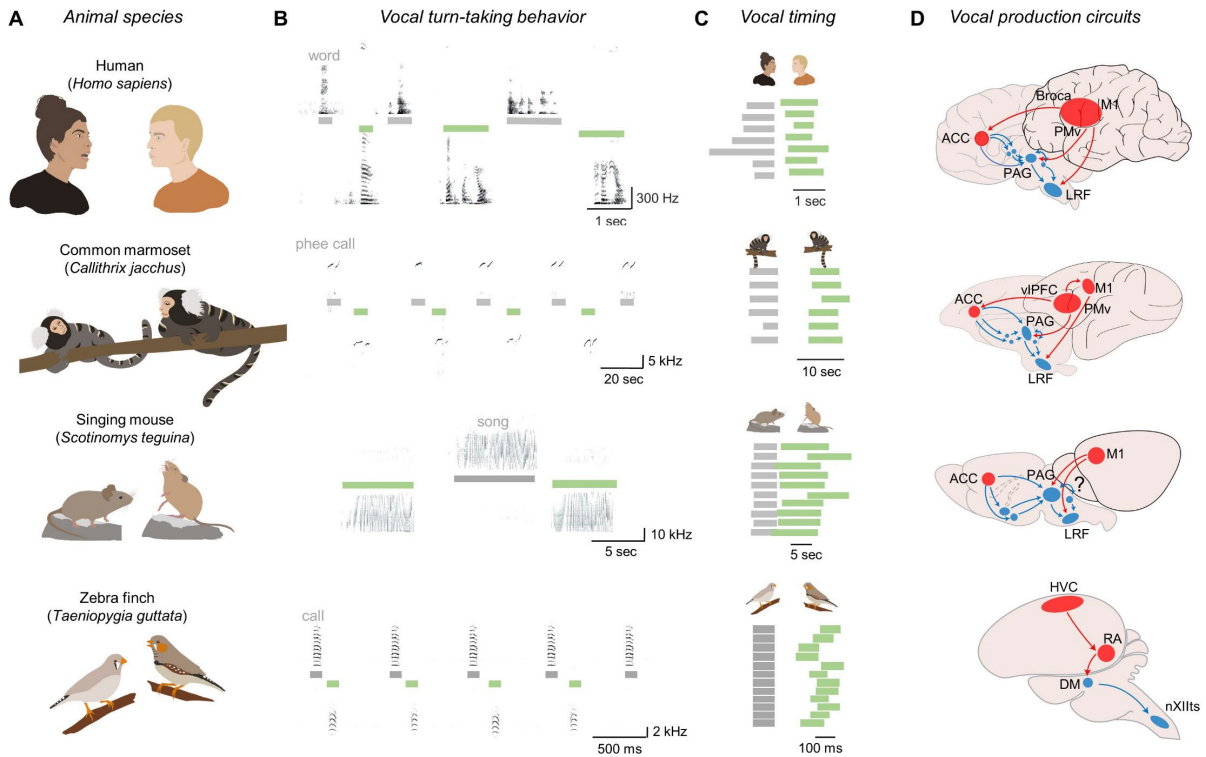 A Animal species
B Vocal turn-taking behavior
C Vocal timing
D Vocal production circuits
Human
(Homo sapiens)
word
300 Hz
1 sec
1 sec
Broca
M1
PMv
ACC
PAG
LRF
Common marmoset
(Callithrix jacchus)
phee call
5 kHz
20 sec
10 sec
vlPFC
M1
ACC
PMv
PAG
LRF
Singing mouse
(Scotinomys teguina)
song
10 kHz
5 sec
5 sec
M1
PAG
ACC
?
LRF
Zebra finch
(Taeniopygia guttata)
call
2 kHz
500 ms
100 ms
HVC
RA
DM
nXIIts